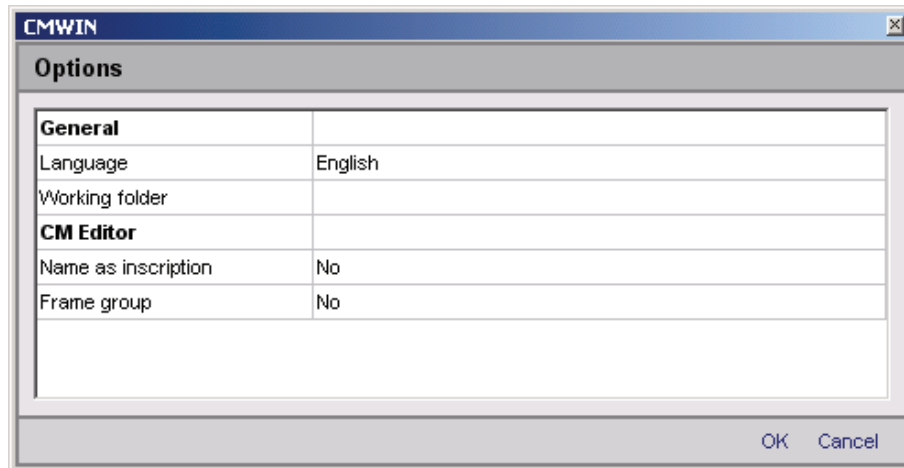 CMWIN
Options
General
Language English
Working folder
CM Editor
Name as inscription No
Frame group No
OK Cancel